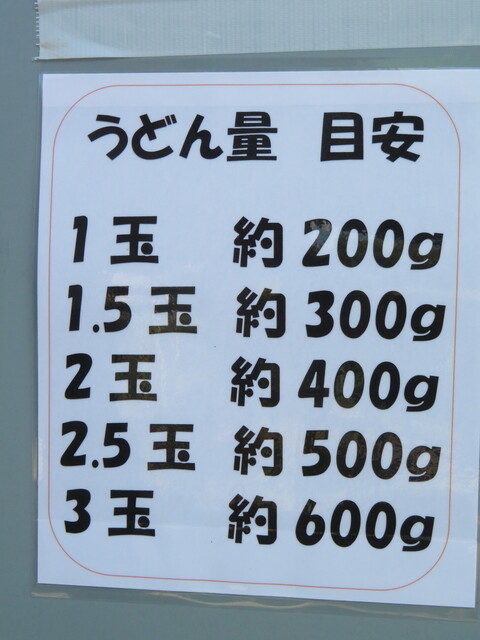 うどん量 目安
1玉 約200g
1.5玉 約300g
2玉 約400g
2.5玉 約500g
3玉 約600g